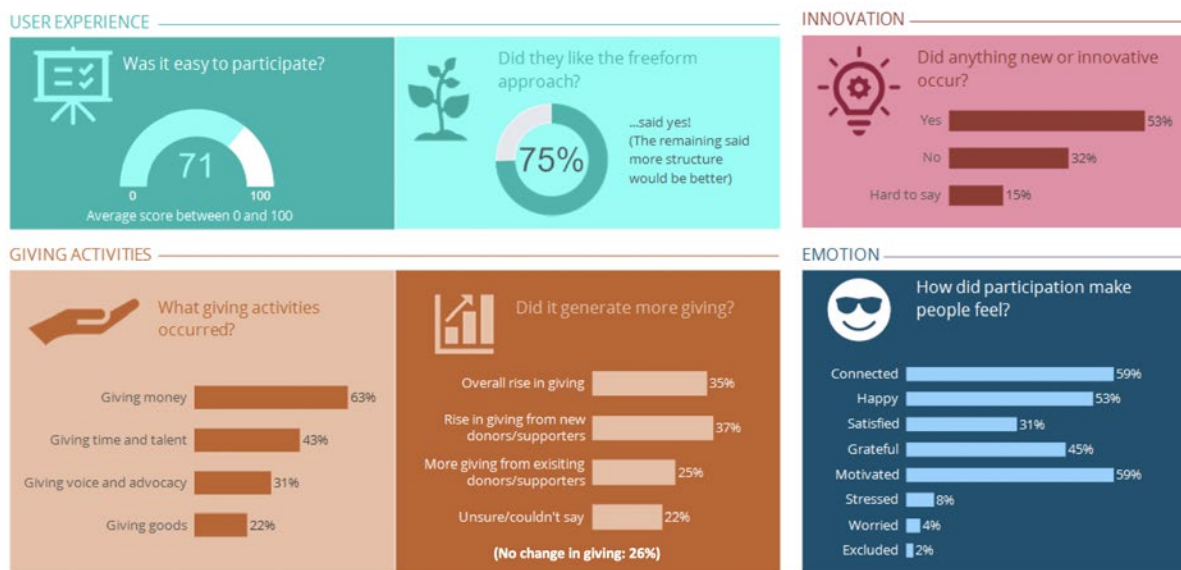 USER EXPERIENCE
Was it easy to participate?
71
0
100
Average score between 0 and 100
Did they like the freeform
approach?
75%
...said yes!
(The remaining said
more structure
would be better)
INNOVATION
Did anything new or innovative
occur?
Yes 53%
No 32%
Hard to say 15%
GIVING ACTIVITIES
What giving activities
occurred?
Giving money 63%
Giving time and talent 43%
Giving voice and advocacy 31%
Giving goods 22%
Did it generate more giving?
Overall rise in giving 35%
Rise in giving from new
donors/supporters 37%
More giving from exisiting
donors/supporters 25%
Unsure/couldn't say 22%
(No change in giving: 26%)
EMOTION
How did participation make
people feel?
Connected 59%
Happy 53%
Satisfied 31%
Grateful 45%
Motivated 59%
Stressed 8%
Worried 4%
Excluded 2%